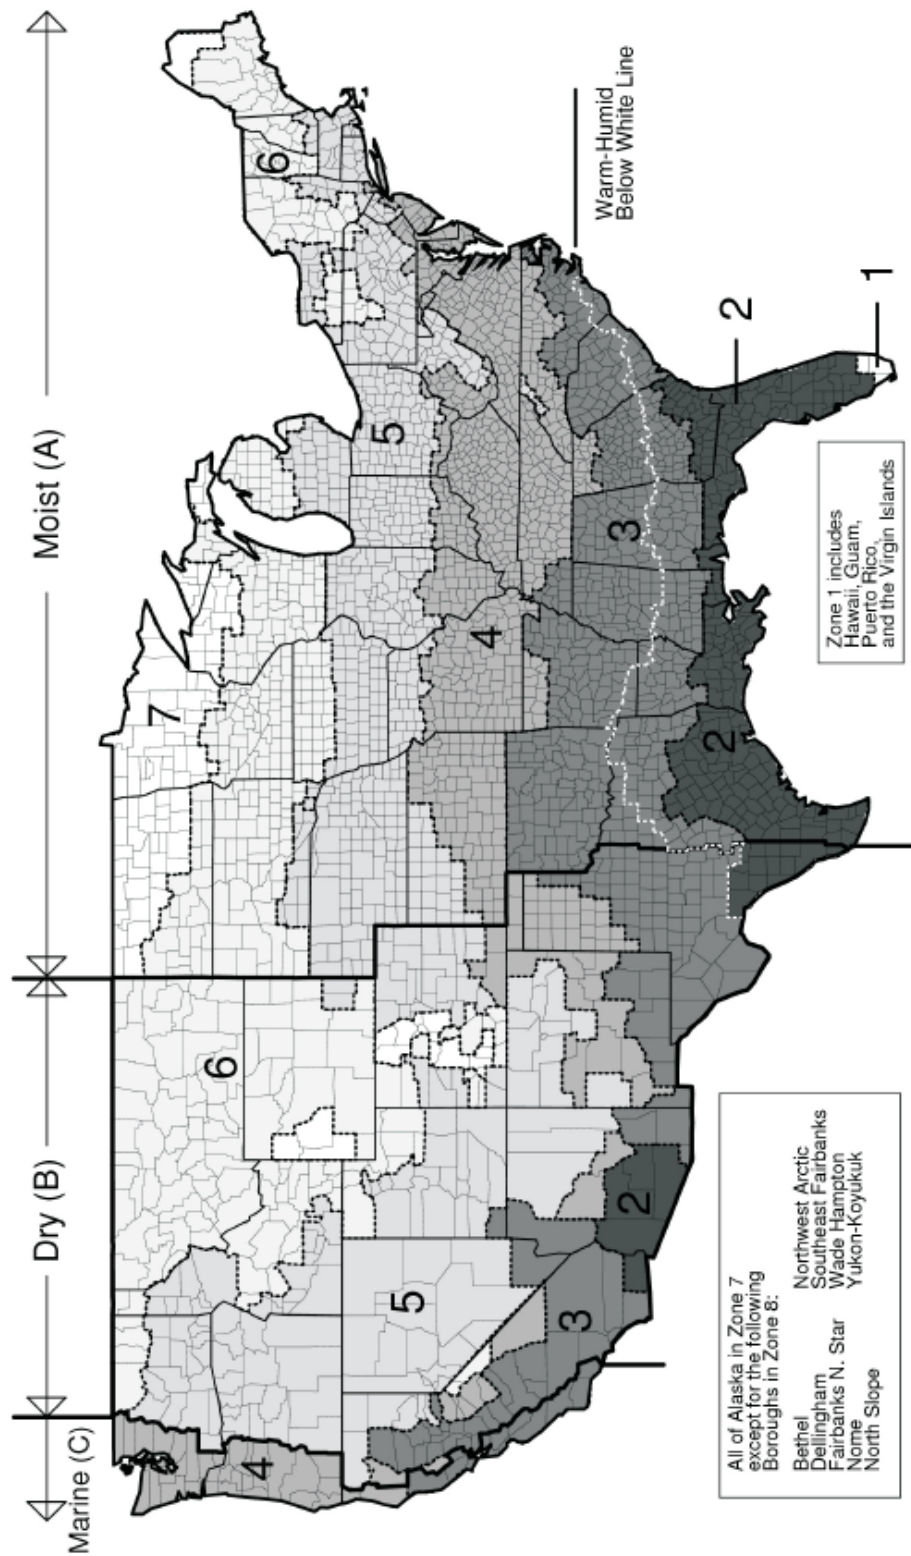 Marine (C)
Dry (B)
Moist (A)
7
6
6
5
5
4
4
3
3
2
2
2
1
Warm-Humid
Below White Line
All of Alaska in Zone 7
except for the following
Boroughs in Zone 8:
Bethel
Dellingham
Fairbanks N. Star
Nome
North Slope
Northwest Arctic
Southeast Fairbanks
Wade Hampton
Yukon-Koyukuk
Zone 1 includes
Hawaii, Guam,
Puerto Rico,
and the Virgin Islands